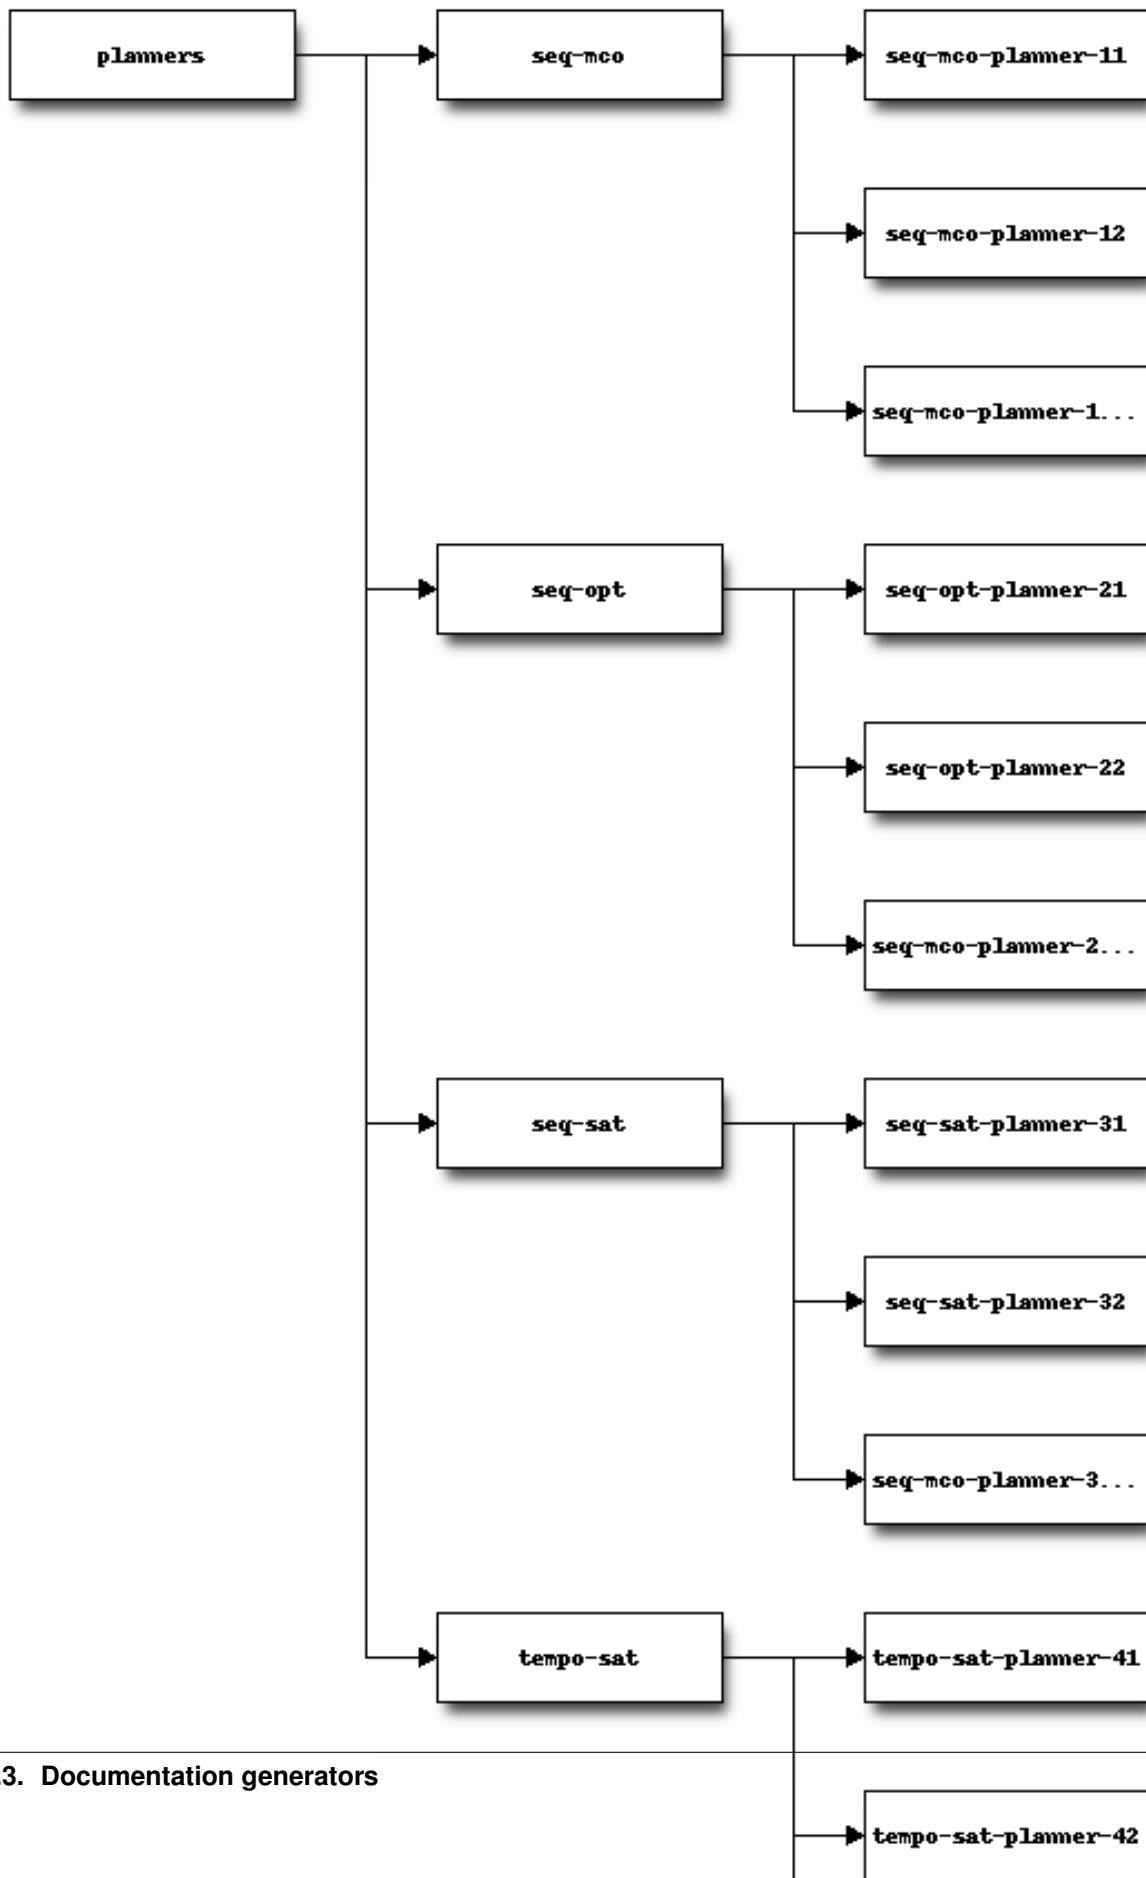 planners
seq-mco
seq-mco-planner-11
seq-mco-planner-12
seq-mco-planner-1...
seq-opt
seq-opt-planner-21
seq-opt-planner-22
seq-mco-planner-2...
seq-sat
seq-sat-planner-31
seq-sat-planner-32
seq-mco-planner-3...
tempo-sat
tempo-sat-planner-41
3. Documentation generators
tempo-sat-planner-42